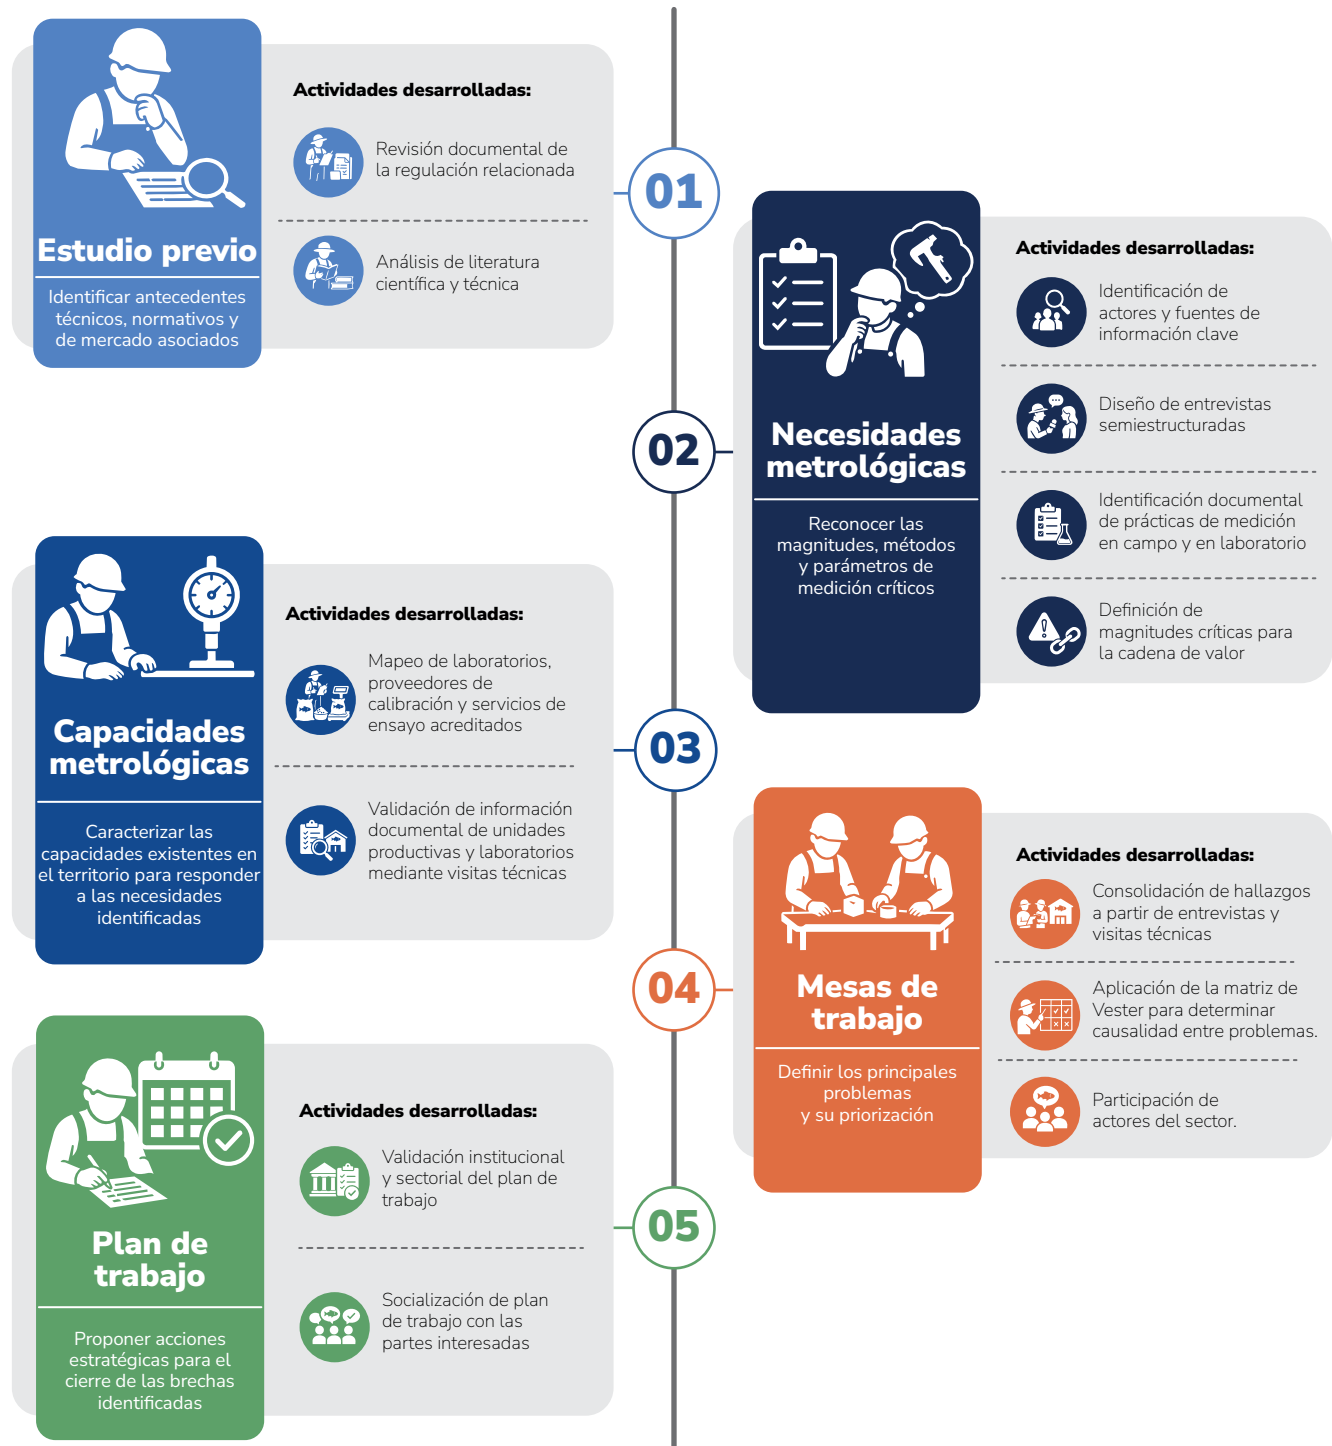 01
Estudio previo
Identificar antecedentes
técnicos, normativos y
de mercado asociados
Actividades desarrolladas:
Revisión documental de
la regulación relacionada
Análisis de literatura
científica y técnica
02
Necesidades
metrológicas
Reconocer las
magnitudes, métodos
y parámetros de
medición críticos
Actividades desarrolladas:
Identificación de
actores y fuentes de
información clave
Diseño de entrevistas
semiestructuradas
Identificación documental
de prácticas de medición
en campo y en laboratorio
Definición de
magnitudes críticas para
la cadena de valor
03
Capacidades
metrológicas
Caracterizar las
capacidades existentes en
el territorio para responder
a las necesidades
identificadas
Actividades desarrolladas:
Mapeo de laboratorios,
proveedores de
calibración y servicios de
ensayo acreditados
Validación de información
documental de unidades
productivas y laboratorios
mediante visitas técnicas
04
Mesas de
trabajo
Definir los principales
problemas
y su priorización
Actividades desarrolladas:
Consolidación de hallazgos
a partir de entrevistas y
visitas técnicas
Aplicación de la matriz de
Vester para determinar
causalidad entre problemas.
Participación de
actores del sector.
05
Plan de
trabajo
Proponer acciones
estratégicas para el
cierre de las brechas
identificadas
Actividades desarrolladas:
Validación institucional
y sectorial del plan de
trabajo
Socialización de plan
de trabajo con las
partes interesadas